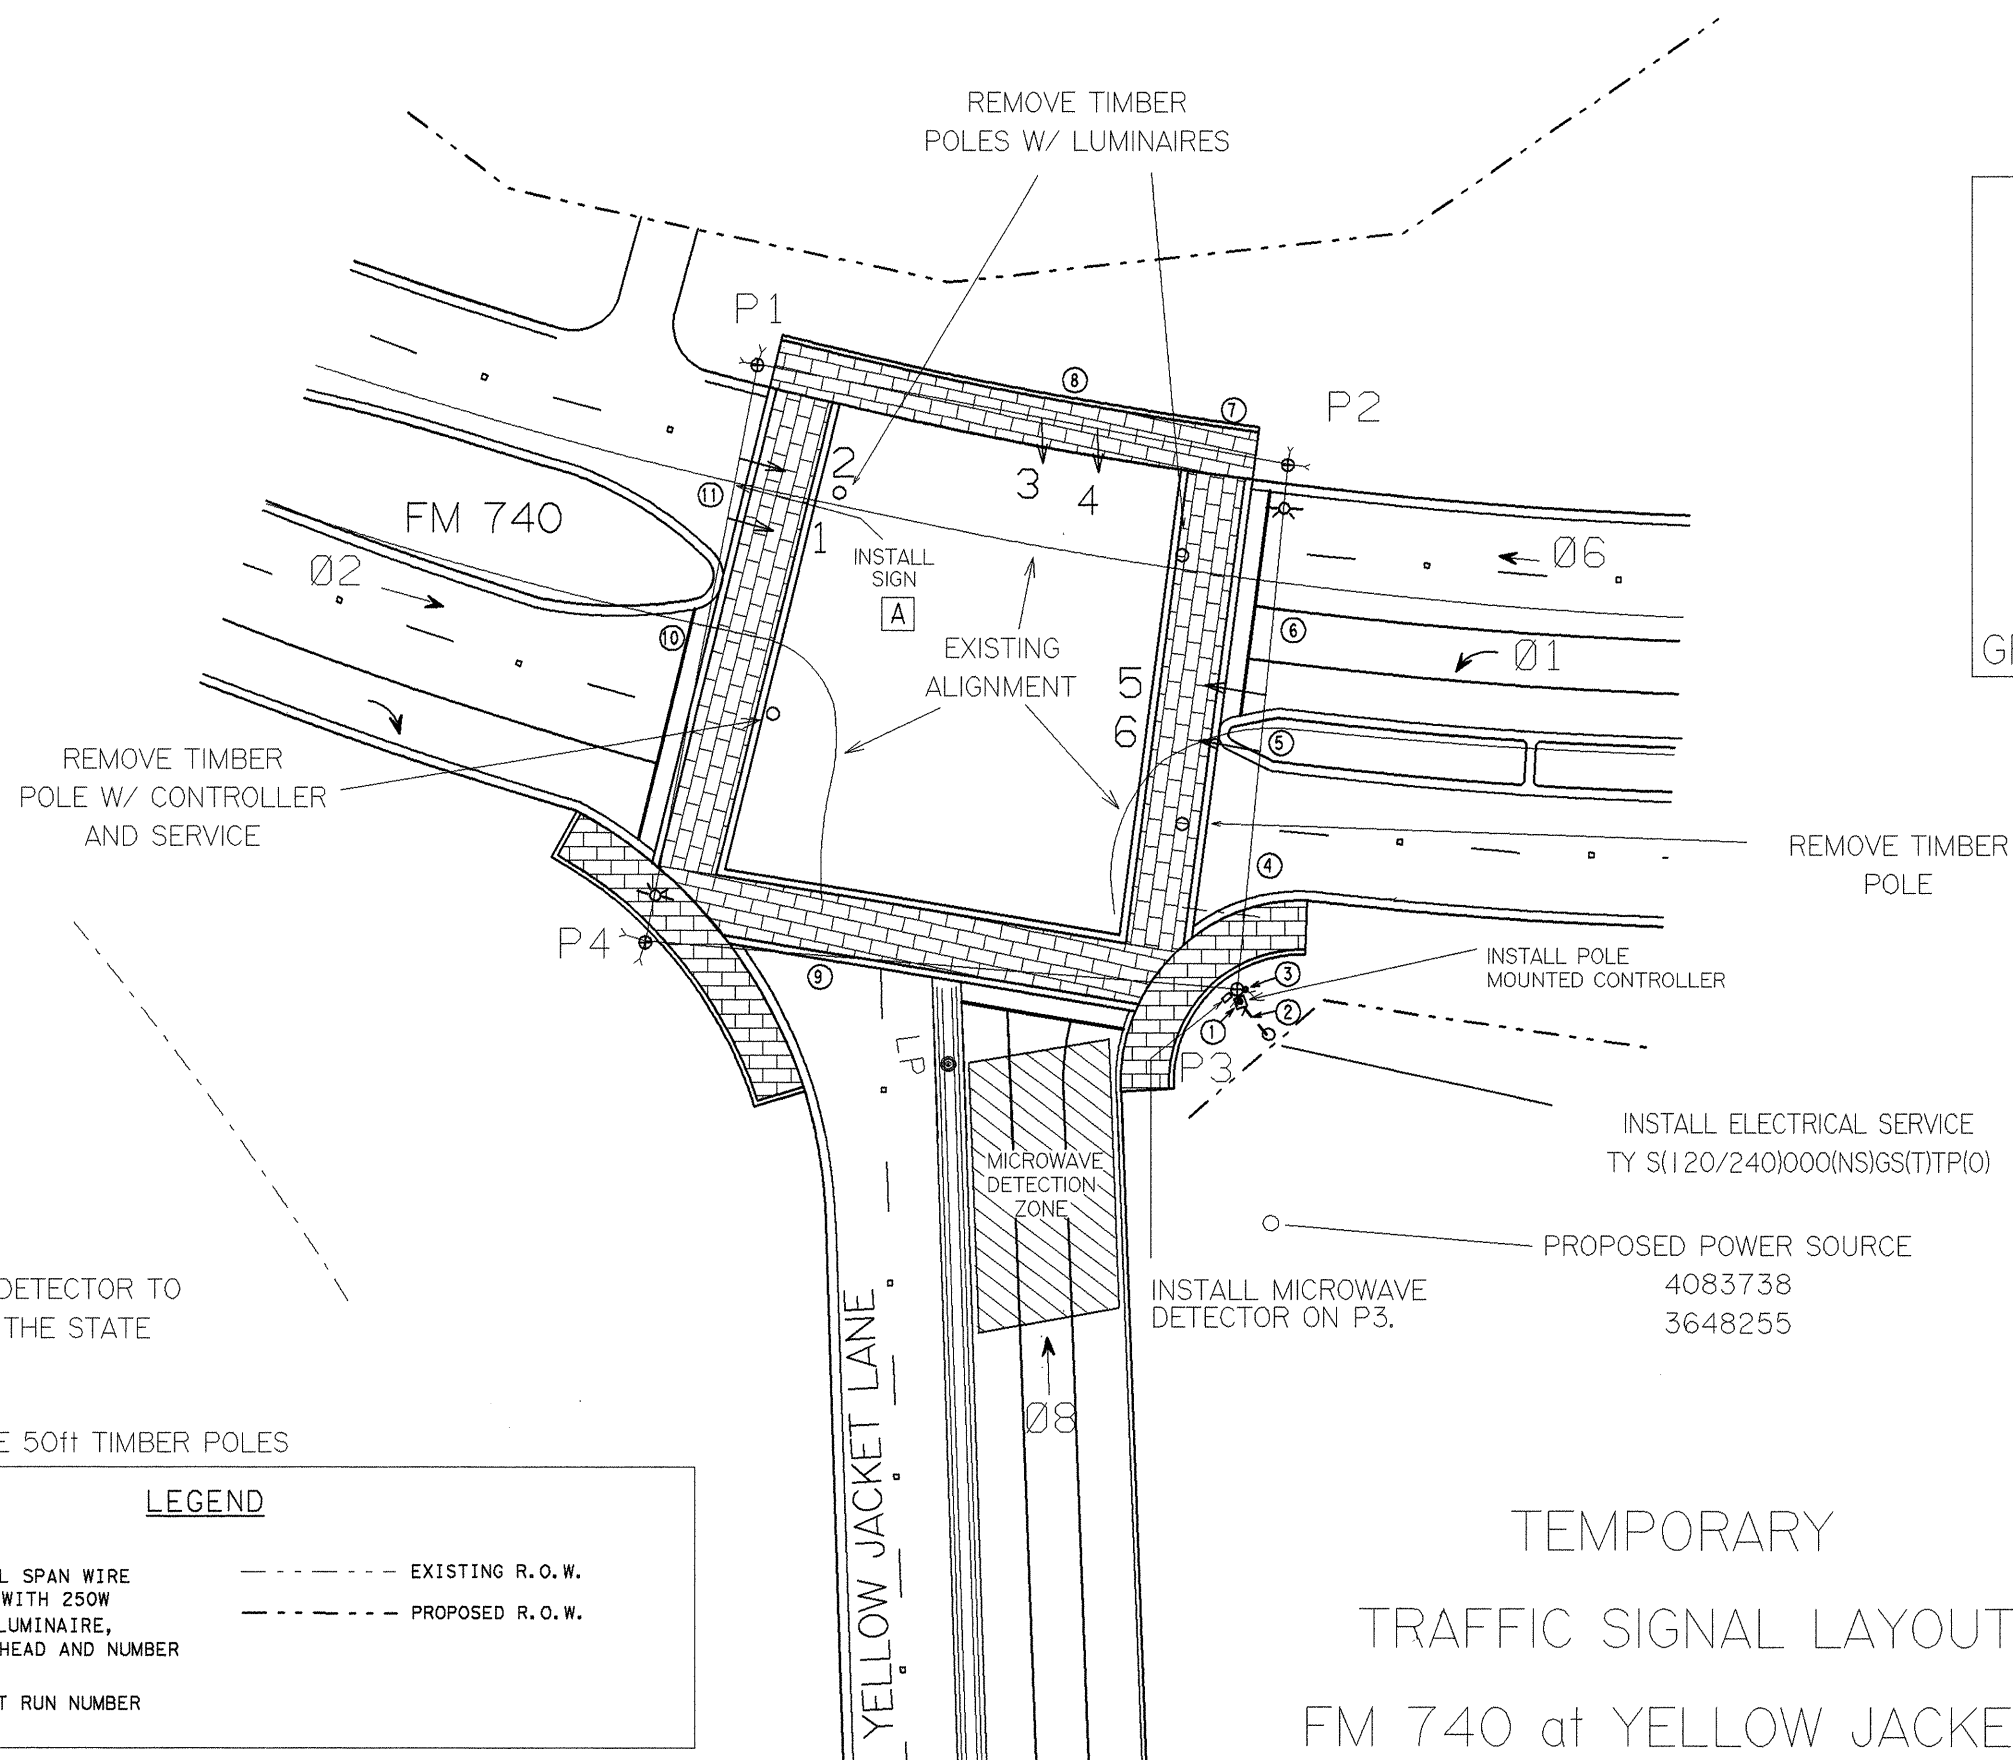 REMOVE TIMBER
POLES W/ LUMINAIRES
P1
8
7
P2
2
3
4
11
1
INSTALL
SIGN
A
FM 740
Ø2
Ø6
10
6
Ø1
EXISTING
ALIGNMENT
5
6
5
REMOVE TIMBER
POLE W/ CONTROLLER
AND SERVICE
REMOVE TIMBER
POLE
4
P4
9
INSTALL POLE
MOUNTED CONTROLLER
3
2
1
P3
LP
INSTALL ELECTRICAL SERVICE
TY S(120/240)000(NS)GS(T)TP(O)
MICROWAVE
DETECTION
ZONE
PROPOSED POWER SOURCE
4083738
3648255
INSTALL MICROWAVE
DETECTOR ON P3.
DETECTOR TO
THE STATE
Ø8
YELLOW JACKET LANE
E 50ft TIMBER POLES
LEGEND
L SPAN WIRE
WITH 250W
LUMINAIRE,
HEAD AND NUMBER
T RUN NUMBER
EXISTING R.O.W.
PROPOSED R.O.W.
TEMPORARY
TRAFFIC SIGNAL LAYOUT
FM 740 at YELLOW JACKE